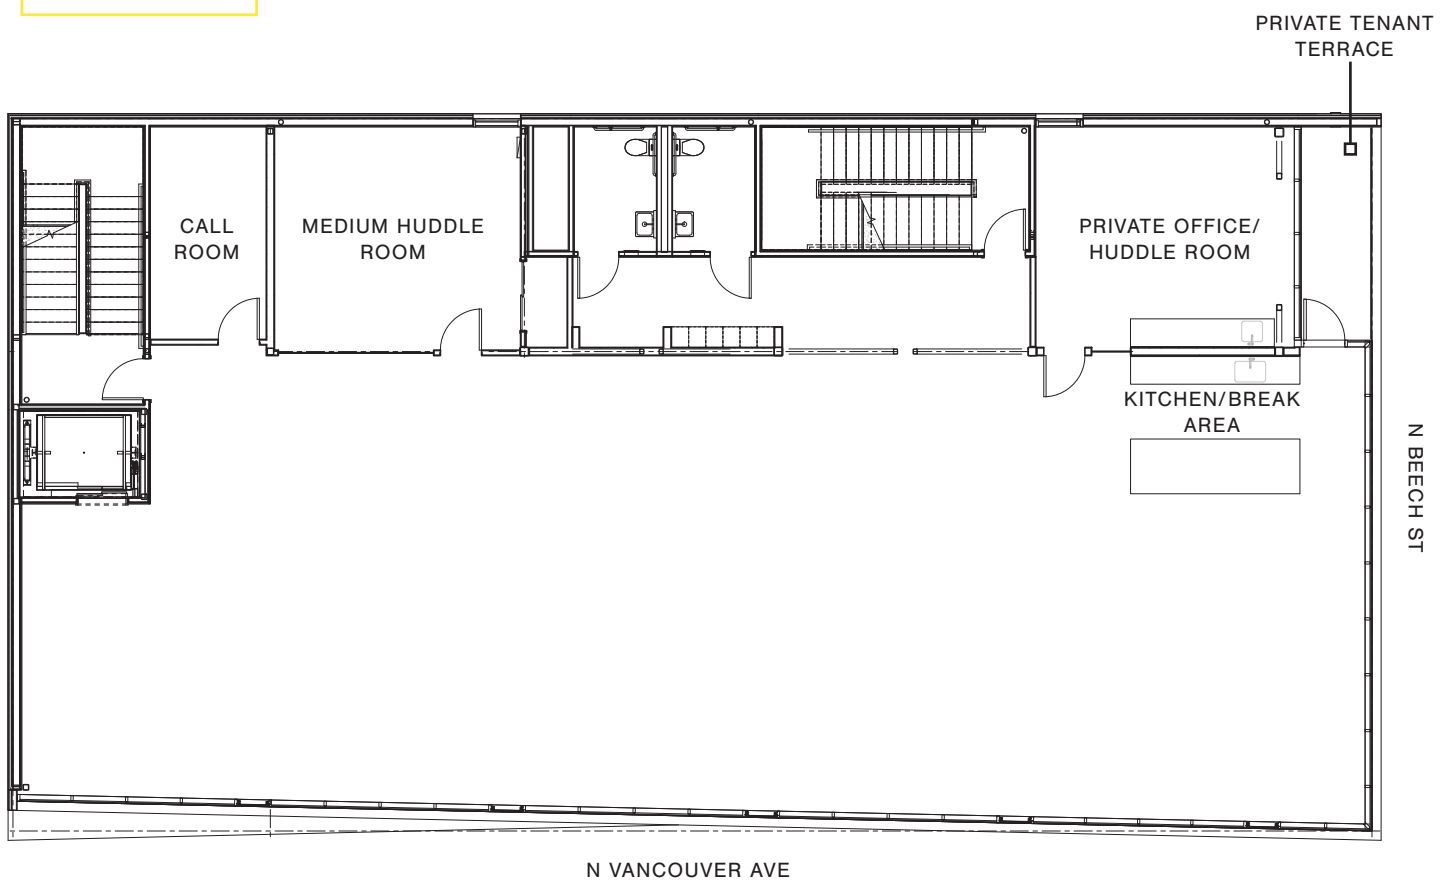 PRIVATE TENANT
TERRACE
CALL
ROOM
MEDIUM HUDDLE
ROOM
PRIVATE OFFICE/
HUDDLE ROOM
KITCHEN/BREAK
AREA
N BEECH ST
N VANCOUVER AVE